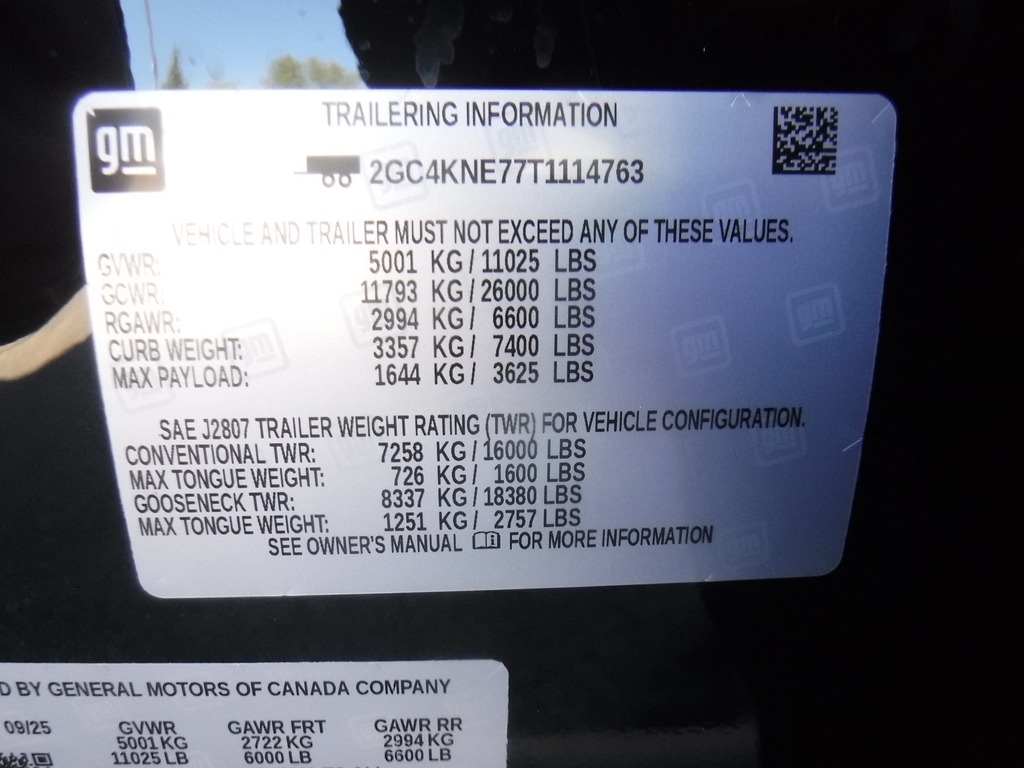 gm
TRAILERING INFORMATION
2GC4KNE77T1114763
VEHICLE AND TRAILER MUST NOT EXCEED ANY OF THESE VALUES.
GVWR: 5001 KG / 11025 LBS
GCWR: 11793 KG / 26000 LBS
RGAWR: 2994 KG / 6600 LBS
CURB WEIGHT: 3357 KG / 7400 LBS
MAX PAYLOAD: 1644 KG / 3625 LBS
SAE J2807 TRAILER WEIGHT RATING (TWR) FOR VEHICLE CONFIGURATION.
CONVENTIONAL TWR: 7258 KG / 16000 LBS
MAX TONGUE WEIGHT: 726 KG / 1600 LBS
GOOSENECK TWR: 8337 KG / 18380 LBS
MAX TONGUE WEIGHT: 1251 KG / 2757 LBS
SEE OWNER'S MANUAL FOR MORE INFORMATION
D BY GENERAL MOTORS OF CANADA COMPANY
09/25 GVWR GAWR FRT GAWR RR
5001 KG 2722 KG 2994 KG
11025 LB 6000 LB 6600 LB